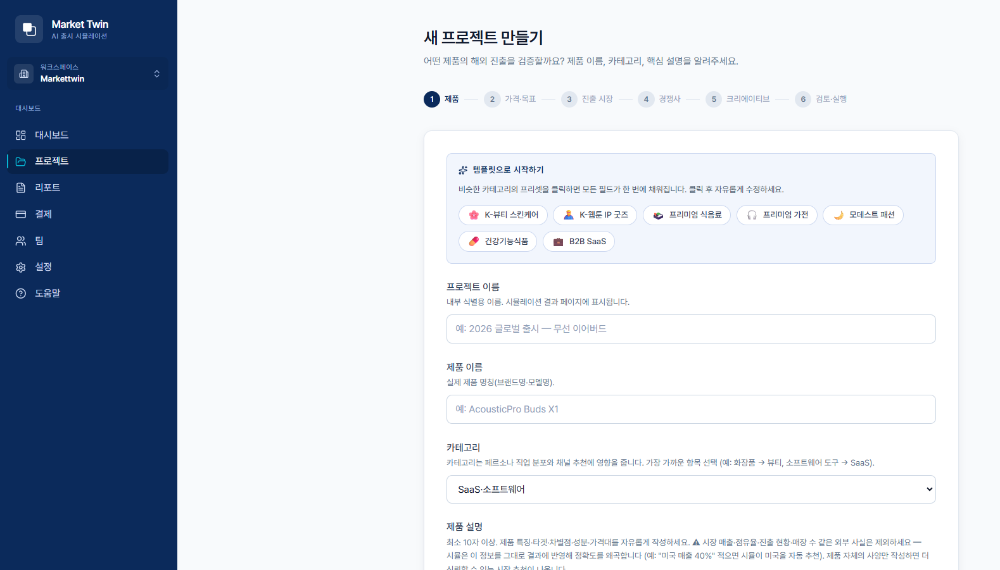 Market Twin
AI 출시 시뮬레이션
워크스페이스
Markettwin
대시보드
대시보드
프로젝트
리포트
결제
팀
설정
도움말
새 프로젝트 만들기
어떤 제품의 해외 진출을 검증할까요? 제품 이름, 카테고리, 핵심 설명을 알려주세요.
1 제품 2 가격·목표 3 진출 시장 4 경쟁사 5 크리에이티브 6 검토·실행
템플릿으로 시작하기
비슷한 카테고리의 프리셋을 클릭하면 모든 필드가 한 번에 채워집니다. 클릭 후 자유롭게 수정하세요.
K-뷰티 스킨케어 K-웹툰 IP 굿즈 프리미엄 식음료 프리미엄 가전 모데스트 패션
건강기능식품 B2B SaaS
프로젝트 이름
내부 식별용 이름. 시뮬레이션 결과 페이지에 표시됩니다.
예: 2026 글로벌 출시 — 무선 이어버드
제품 이름
실제 제품 명칭(브랜드명·모델명).
예: AcousticPro Buds X1
카테고리
카테고리는 페르소나 직업 분포와 채널 추천에 영향을 줍니다. 가장 가까운 항목 선택 (예: 화장품 → 뷰티, 소프트웨어 도구 → SaaS).
SaaS·소프트웨어
제품 설명
최소 10자 이상. 제품 특징·타겟·차별점·성분·가격대를 자유롭게 작성하세요. ⚠ 시장 매출·점유율·진출 현황·매장 수 같은 외부 사실은 제외하세요 —
시뮬은 이 정보를 그대로 결과에 반영해 정확도를 왜곡합니다 (예: "미국 매출 40%" 적으면 시뮬이 미국을 자동 추천). 제품 자체의 사양만 작성하면 더
신뢰할 수 있는 시장 추천이 나옵니다.